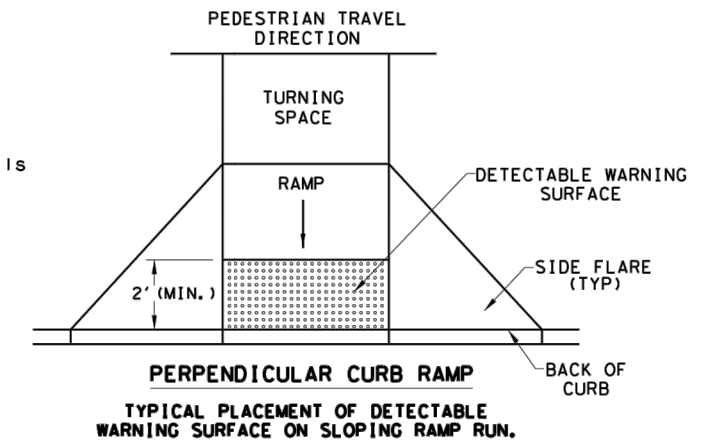 PEDESTRIAN TRAVEL
DIRECTION
TURNING
SPACE
ls
RAMP
DETECTABLE WARNING
SURFACE
SIDE FLARE
(TYP)
2' (MIN.)
BACK OF
CURB
PERPENDICULAR CURB RAMP
TYPICAL PLACEMENT OF DETECTABLE
WARNING SURFACE ON SLOPING RAMP RUN.